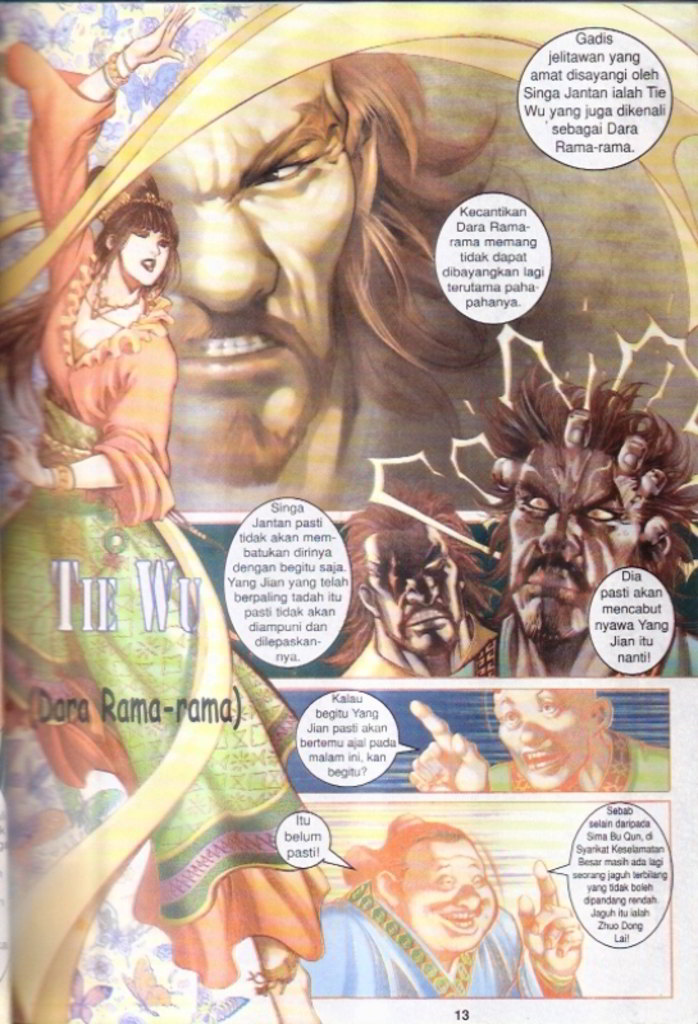 Gadis
jelitawan yang
amat disayangi oleh
Singa Jantan ialah Tie
Wu yang juga dikenali
sebagai Dara
Rama-rama.
Kecantikan
Dara Rama-
rama memang
tidak dapat
dibayangkan lagi
terutama paha-
pahanya.
Singa
Jantan pasti
tidak akan mem-
batukan dirinya
dengan begitu saja.
Yang Jian yang telah
berpaling tadah itu
pasti tidak akan
diampuni dan
dilepaskan-
nya.
Dia
pasti akan
mencabut
nyawa Yang
Jian itu
nanti!
TIE WU
(Dara Rama-rama)
Kalau
begitu Yang
Jian pasti akan
bertemu ajal pada
malam ini, kan
begitu?
Itu
belum
pasti!
Sebab
selain daripada
Sima Bu Qun, di
Syarikat Keselamatan
Besar masih ada lagi
seorang jaguh terbilang
yang tidak boleh
dipandang rendah.
Jaguh itu ialah
Zhuo Dong
Lai!
13